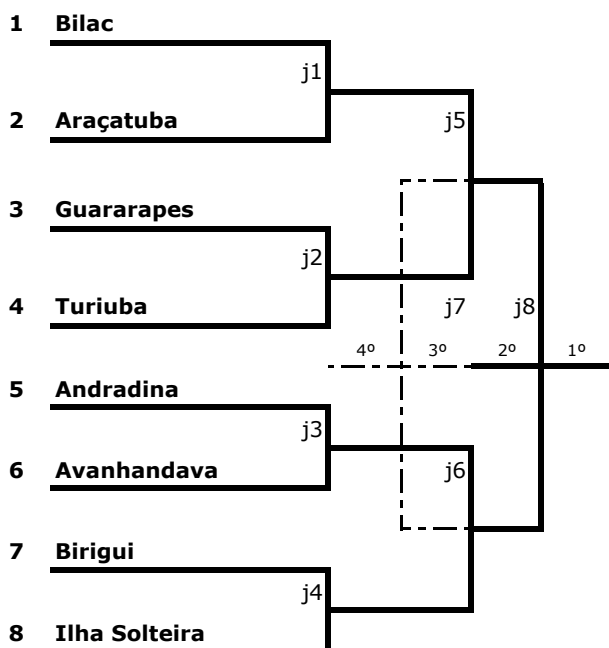 1 Bilac
j1
2 Araçatuba
j5
3 Guararapes
j2
4 Turiuba
j7 j8
4º 3º 2º 1º
5 Andradina
j3
6 Avanhandava
j6
7 Birigui
j4
8 Ilha Solteira